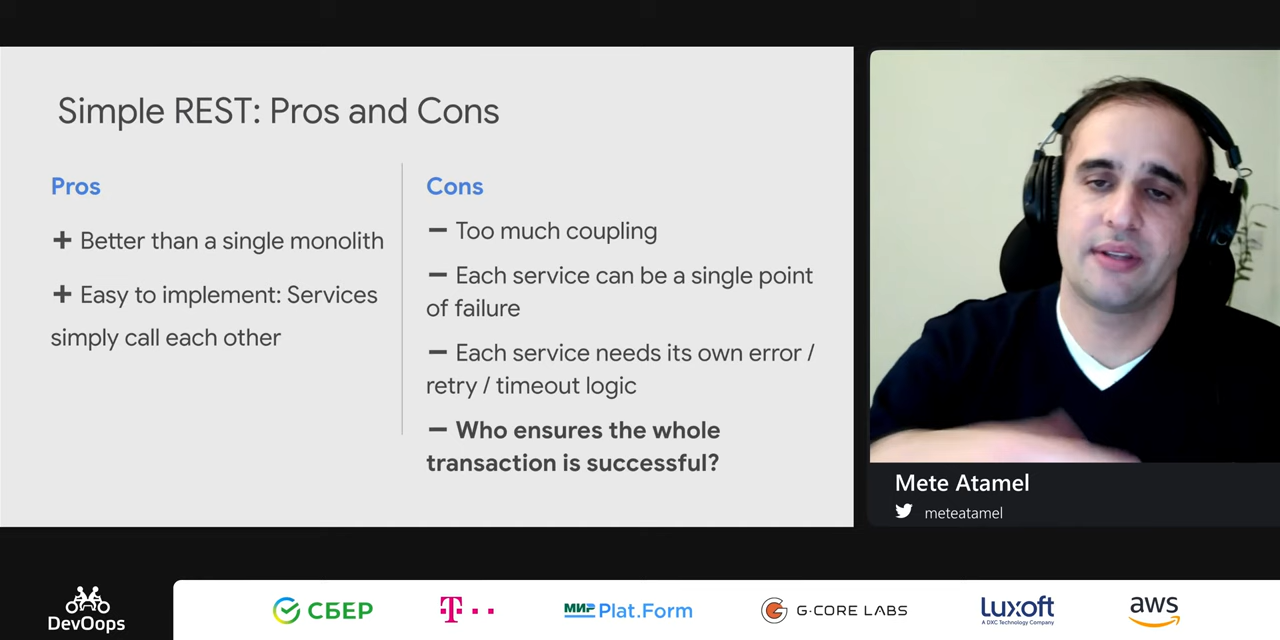 Simple REST: Pros and Cons
Pros
+ Better than a single monolith
+ Easy to implement: Services
simply call each other
Cons
− Too much coupling
− Each service can be a single point
of failure
− Each service needs its own error /
retry / timeout logic
− Who ensures the whole
transaction is successful?
Mete Atamel
meteatamel
DevOops
СБЕР
T
МИР Plat.Form
G·CORE LABS
luxoft
A DXC Technology Company
aws